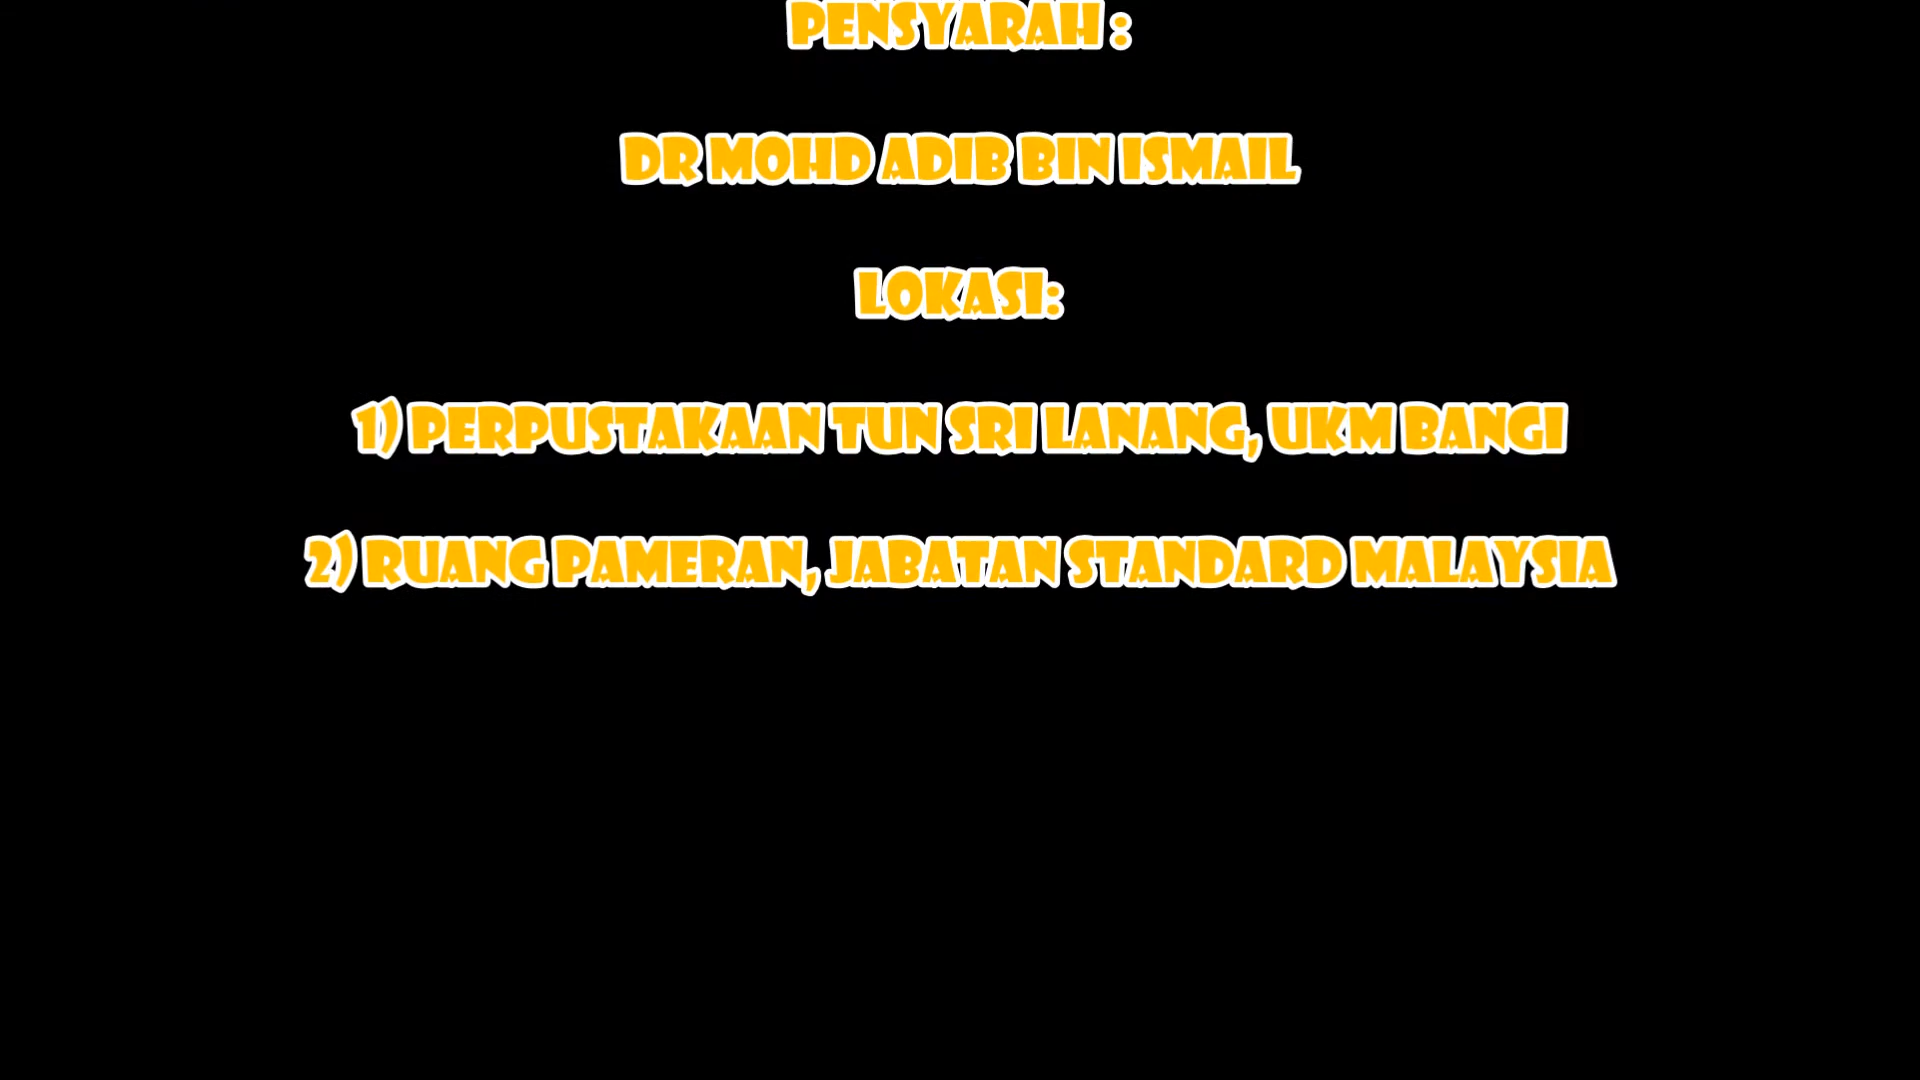 PENSYARAH :
DR MOHD ADIB BIN ISMAIL
LOKASI:
1) PERPUSTAKAAN TUN SRI LANANG, UKM BANGI
2) RUANG PAMERAN, JABATAN STANDARD MALAYSIA